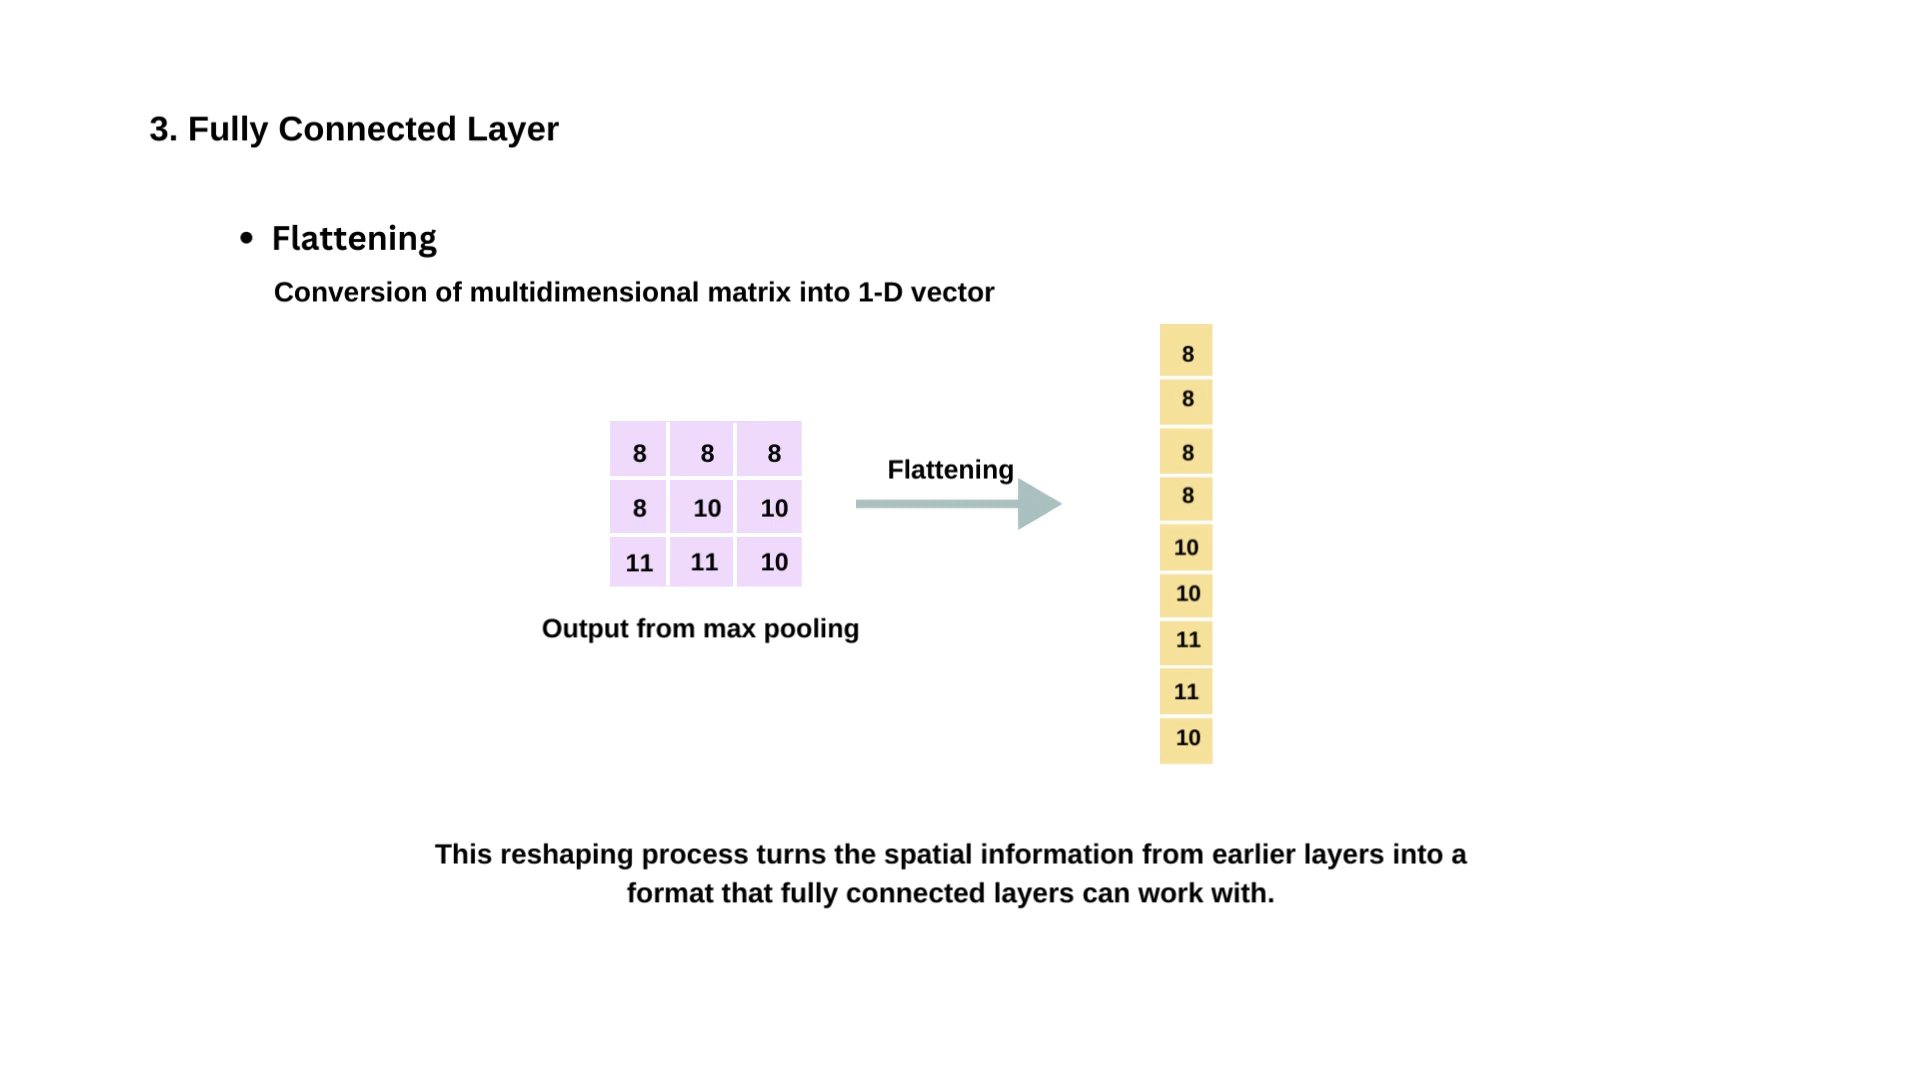 3. Fully Connected Layer
• Flattening
Conversion of multidimensional matrix into 1-D vector
8 8 8
8 10 10
11 11 10
Output from max pooling
Flattening
8
8
8
8
10
10
11
11
10
This reshaping process turns the spatial information from earlier layers into a
format that fully connected layers can work with.